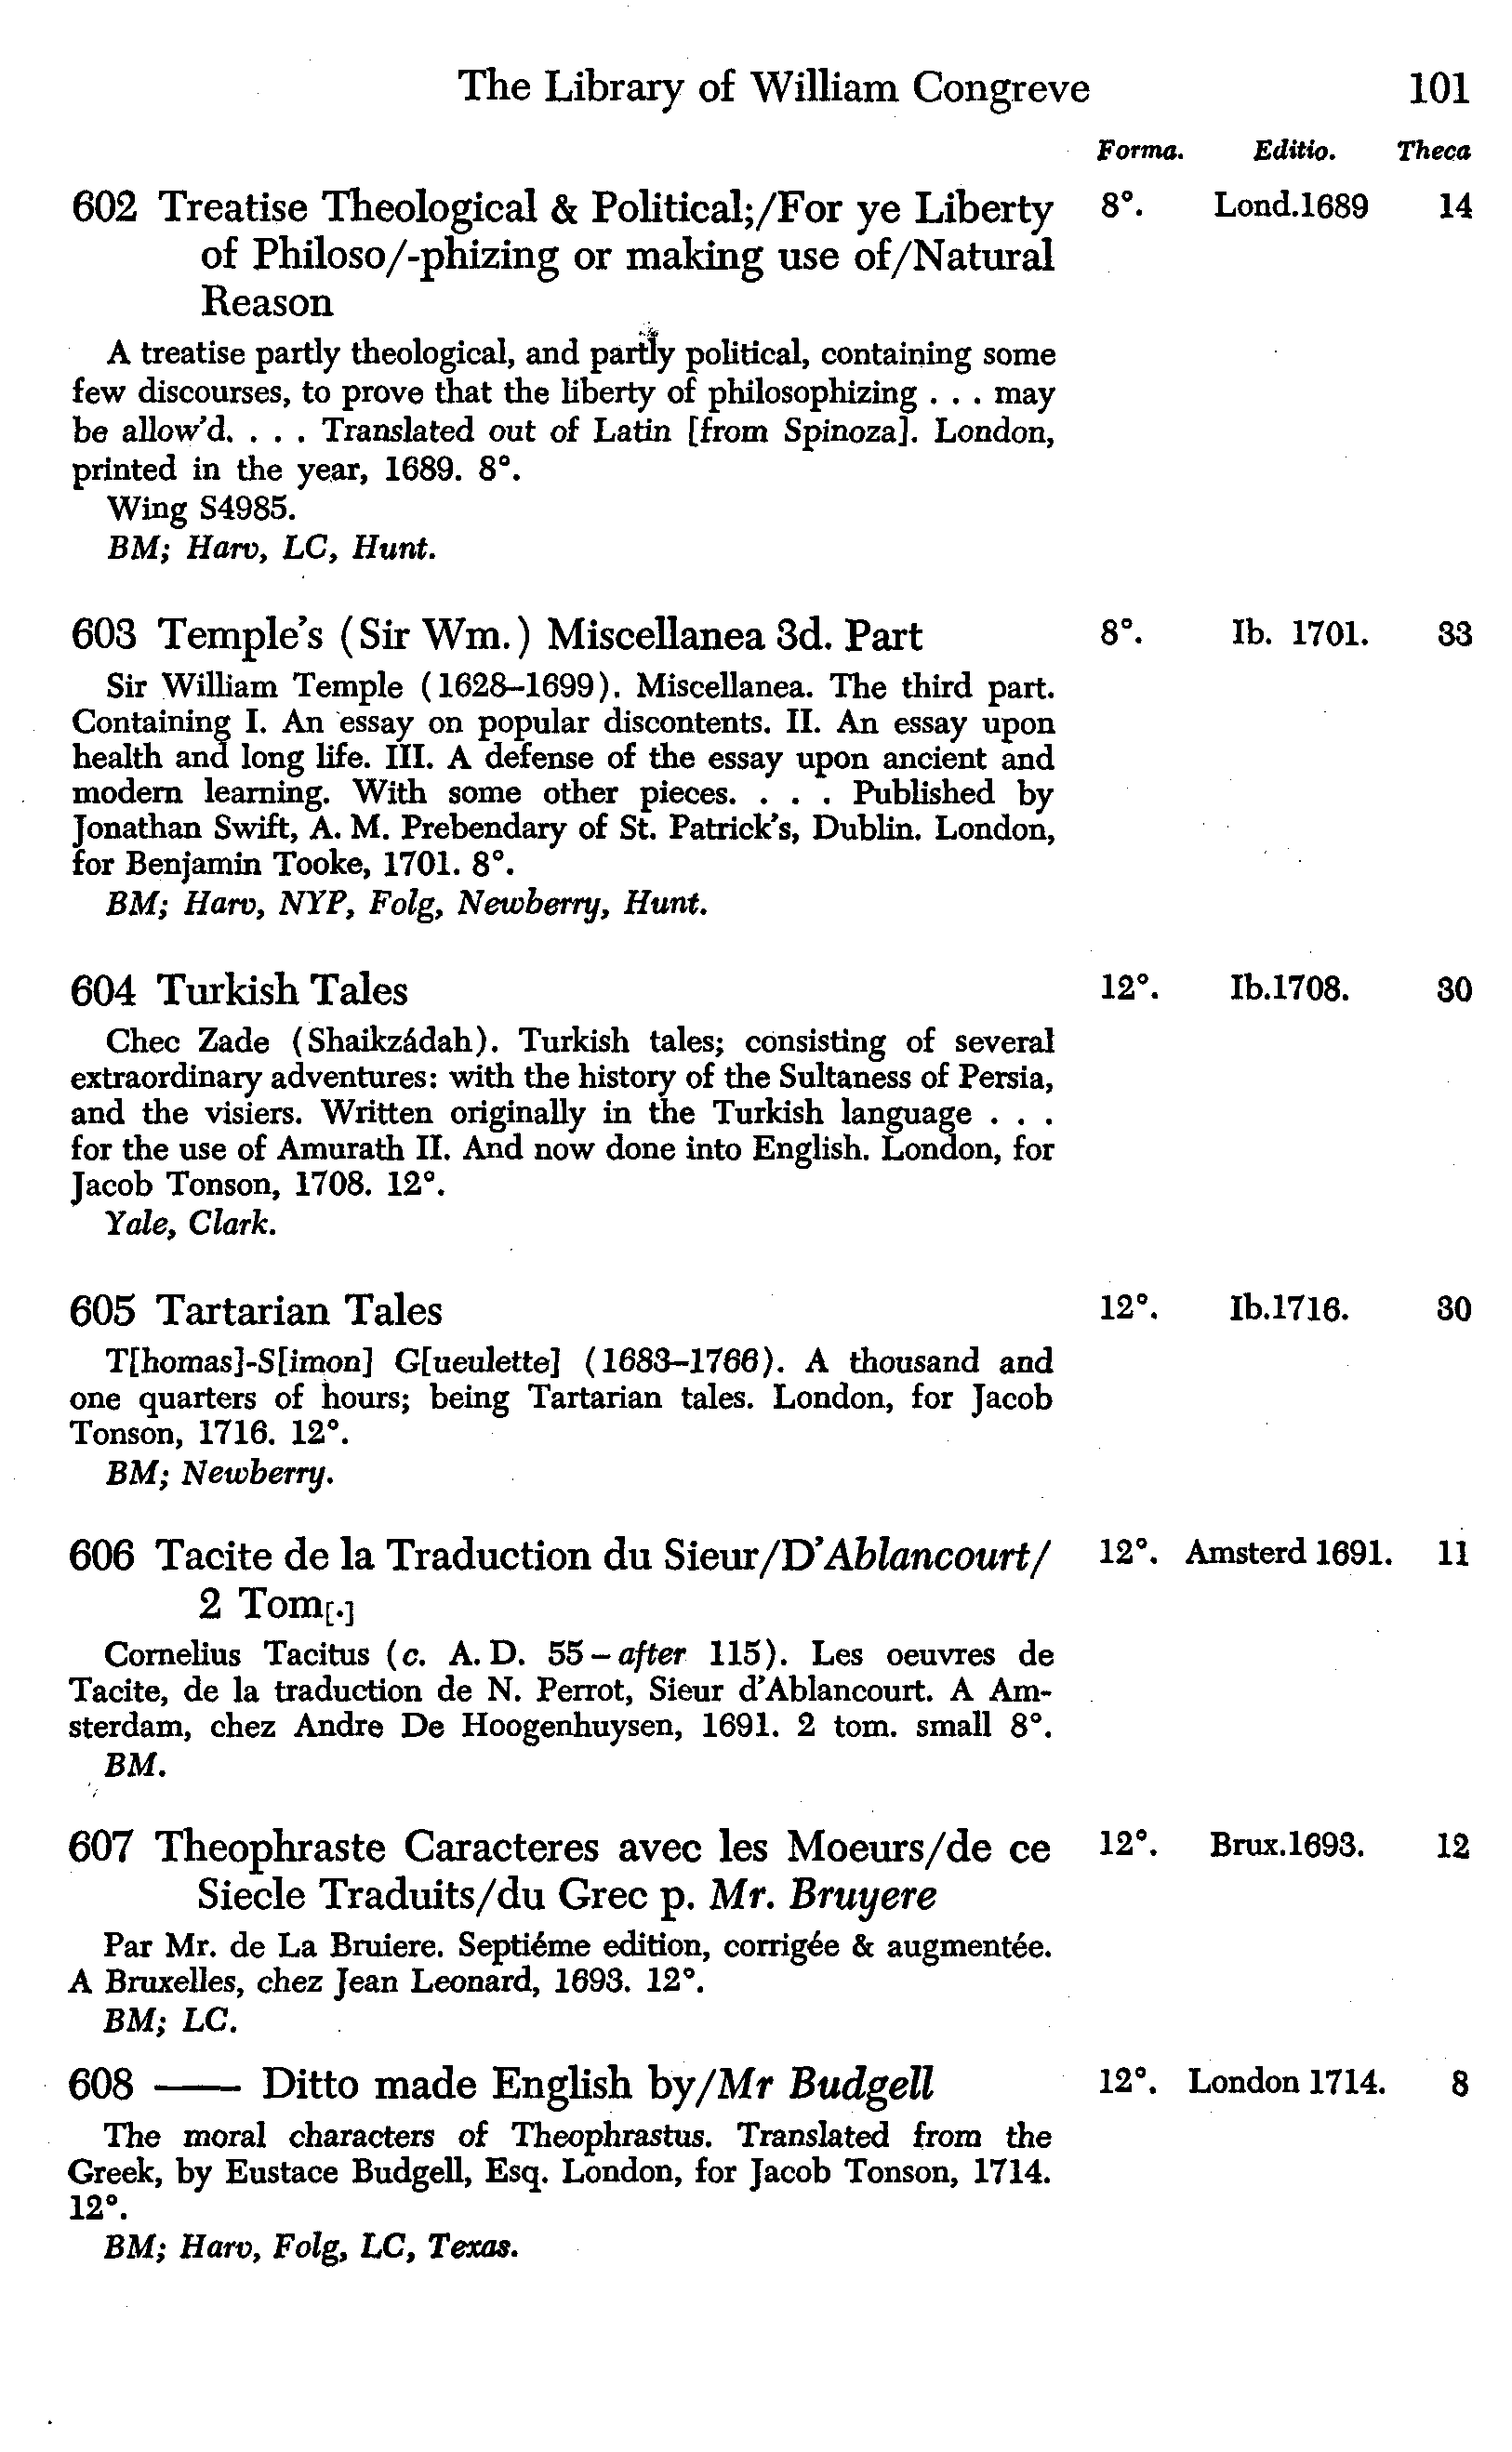 The Library of William Congreve 101
Forma. Editio. Theca
602 Treatise Theological & Political;/For ye Liberty 8°. Lond.1689 14
of Philoso/-phizing or making use of/Natural
Reason
A treatise partly theological, and partly political, containing some
few discourses, to prove that the liberty of philosophizing . . . may
be allow'd. . . . Translated out of Latin [from Spinoza]. London,
printed in the year, 1689. 8°.
Wing S4985.
BM; Harv, LC, Hunt.
603 Temple's (Sir Wm.) Miscellanea 3d. Part 8°. Ib. 1701. 33
Sir William Temple (1628–1699). Miscellanea. The third part.
Containing I. An essay on popular discontents. II. An essay upon
health and long life. III. A defense of the essay upon ancient and
modern learning. With some other pieces. . . . Published by
Jonathan Swift, A. M. Prebendary of St. Patrick's, Dublin. London,
for Benjamin Tooke, 1701. 8°.
BM; Harv, NYP, Folg, Newberry, Hunt.
604 Turkish Tales 12°. Ib.1708. 30
Chec Zade (Shaikzádah). Turkish tales; consisting of several
extraordinary adventures: with the history of the Sultaness of Persia,
and the visiers. Written originally in the Turkish language . . .
for the use of Amurath II. And now done into English. London, for
Jacob Tonson, 1708. 12°.
Yale, Clark.
605 Tartarian Tales 12°. Ib.1716. 30
T[homas]-S[imon] G[ueulette] (1683–1766). A thousand and
one quarters of hours; being Tartarian tales. London, for Jacob
Tonson, 1716. 12°.
BM; Newberry.
606 Tacite de la Traduction du Sieur/D'Ablancourt/ 12°. Amsterd 1691. 11
2 Tom[.]
Cornelius Tacitus (c. A. D. 55 – after 115). Les oeuvres de
Tacite, de la traduction de N. Perrot, Sieur d'Ablancourt. A Am-
sterdam, chez Andre De Hoogenhuysen, 1691. 2 tom. small 8°.
BM.
607 Theophraste Caracteres avec les Moeurs/de ce 12°. Brux.1693. 12
Siecle Traduits/du Grec p. Mr. Bruyere
Par Mr. de La Bruiere. Septiéme edition, corrigée & augmentée.
A Bruxelles, chez Jean Leonard, 1693. 12°.
BM; LC.
608 —— Ditto made English by/Mr Budgell 12°. London 1714. 8
The moral characters of Theophrastus. Translated from the
Greek, by Eustace Budgell, Esq. London, for Jacob Tonson, 1714.
12°.
BM; Harv, Folg, LC, Texas.